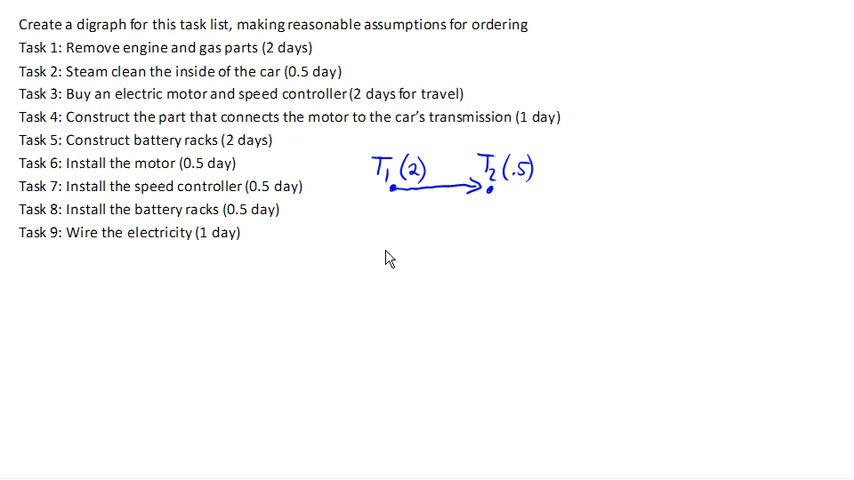 Create a digraph for this task list, making reasonable assumptions for ordering
Task 1: Remove engine and gas parts (2 days)
Task 2: Steam clean the inside of the car (0.5 day)
Task 3: Buy an electric motor and speed controller (2 days for travel)
Task 4: Construct the part that connects the motor to the car's transmission (1 day)
Task 5: Construct battery racks (2 days)
Task 6: Install the motor (0.5 day)
Task 7: Install the speed controller (0.5 day)
Task 8: Install the battery racks (0.5 day)
Task 9: Wire the electricity (1 day)
T₁ (2) T₂ (.5)